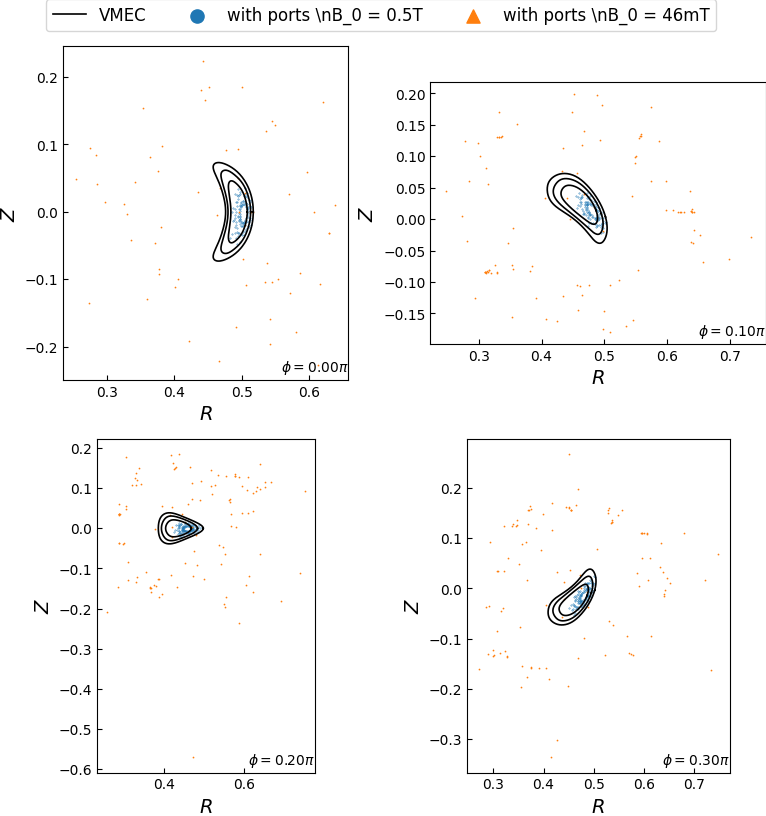 VMEC with ports \nB_0 = 0.5T with ports \nB_0 = 46mT
0.2
0.1
0.0
−0.1
−0.2
Z
0.3 0.4 0.5 0.6
R
ϕ = 0.00π
0.20
0.15
0.10
0.05
0.00
−0.05
−0.10
−0.15
Z
0.3 0.4 0.5 0.6 0.7
R
ϕ = 0.10π
0.2
0.1
0.0
−0.1
−0.2
−0.3
−0.4
−0.5
−0.6
Z
0.4 0.6
R
ϕ = 0.20π
0.2
0.1
0.0
−0.1
−0.2
−0.3
Z
0.3 0.4 0.5 0.6 0.7
R
ϕ = 0.30π